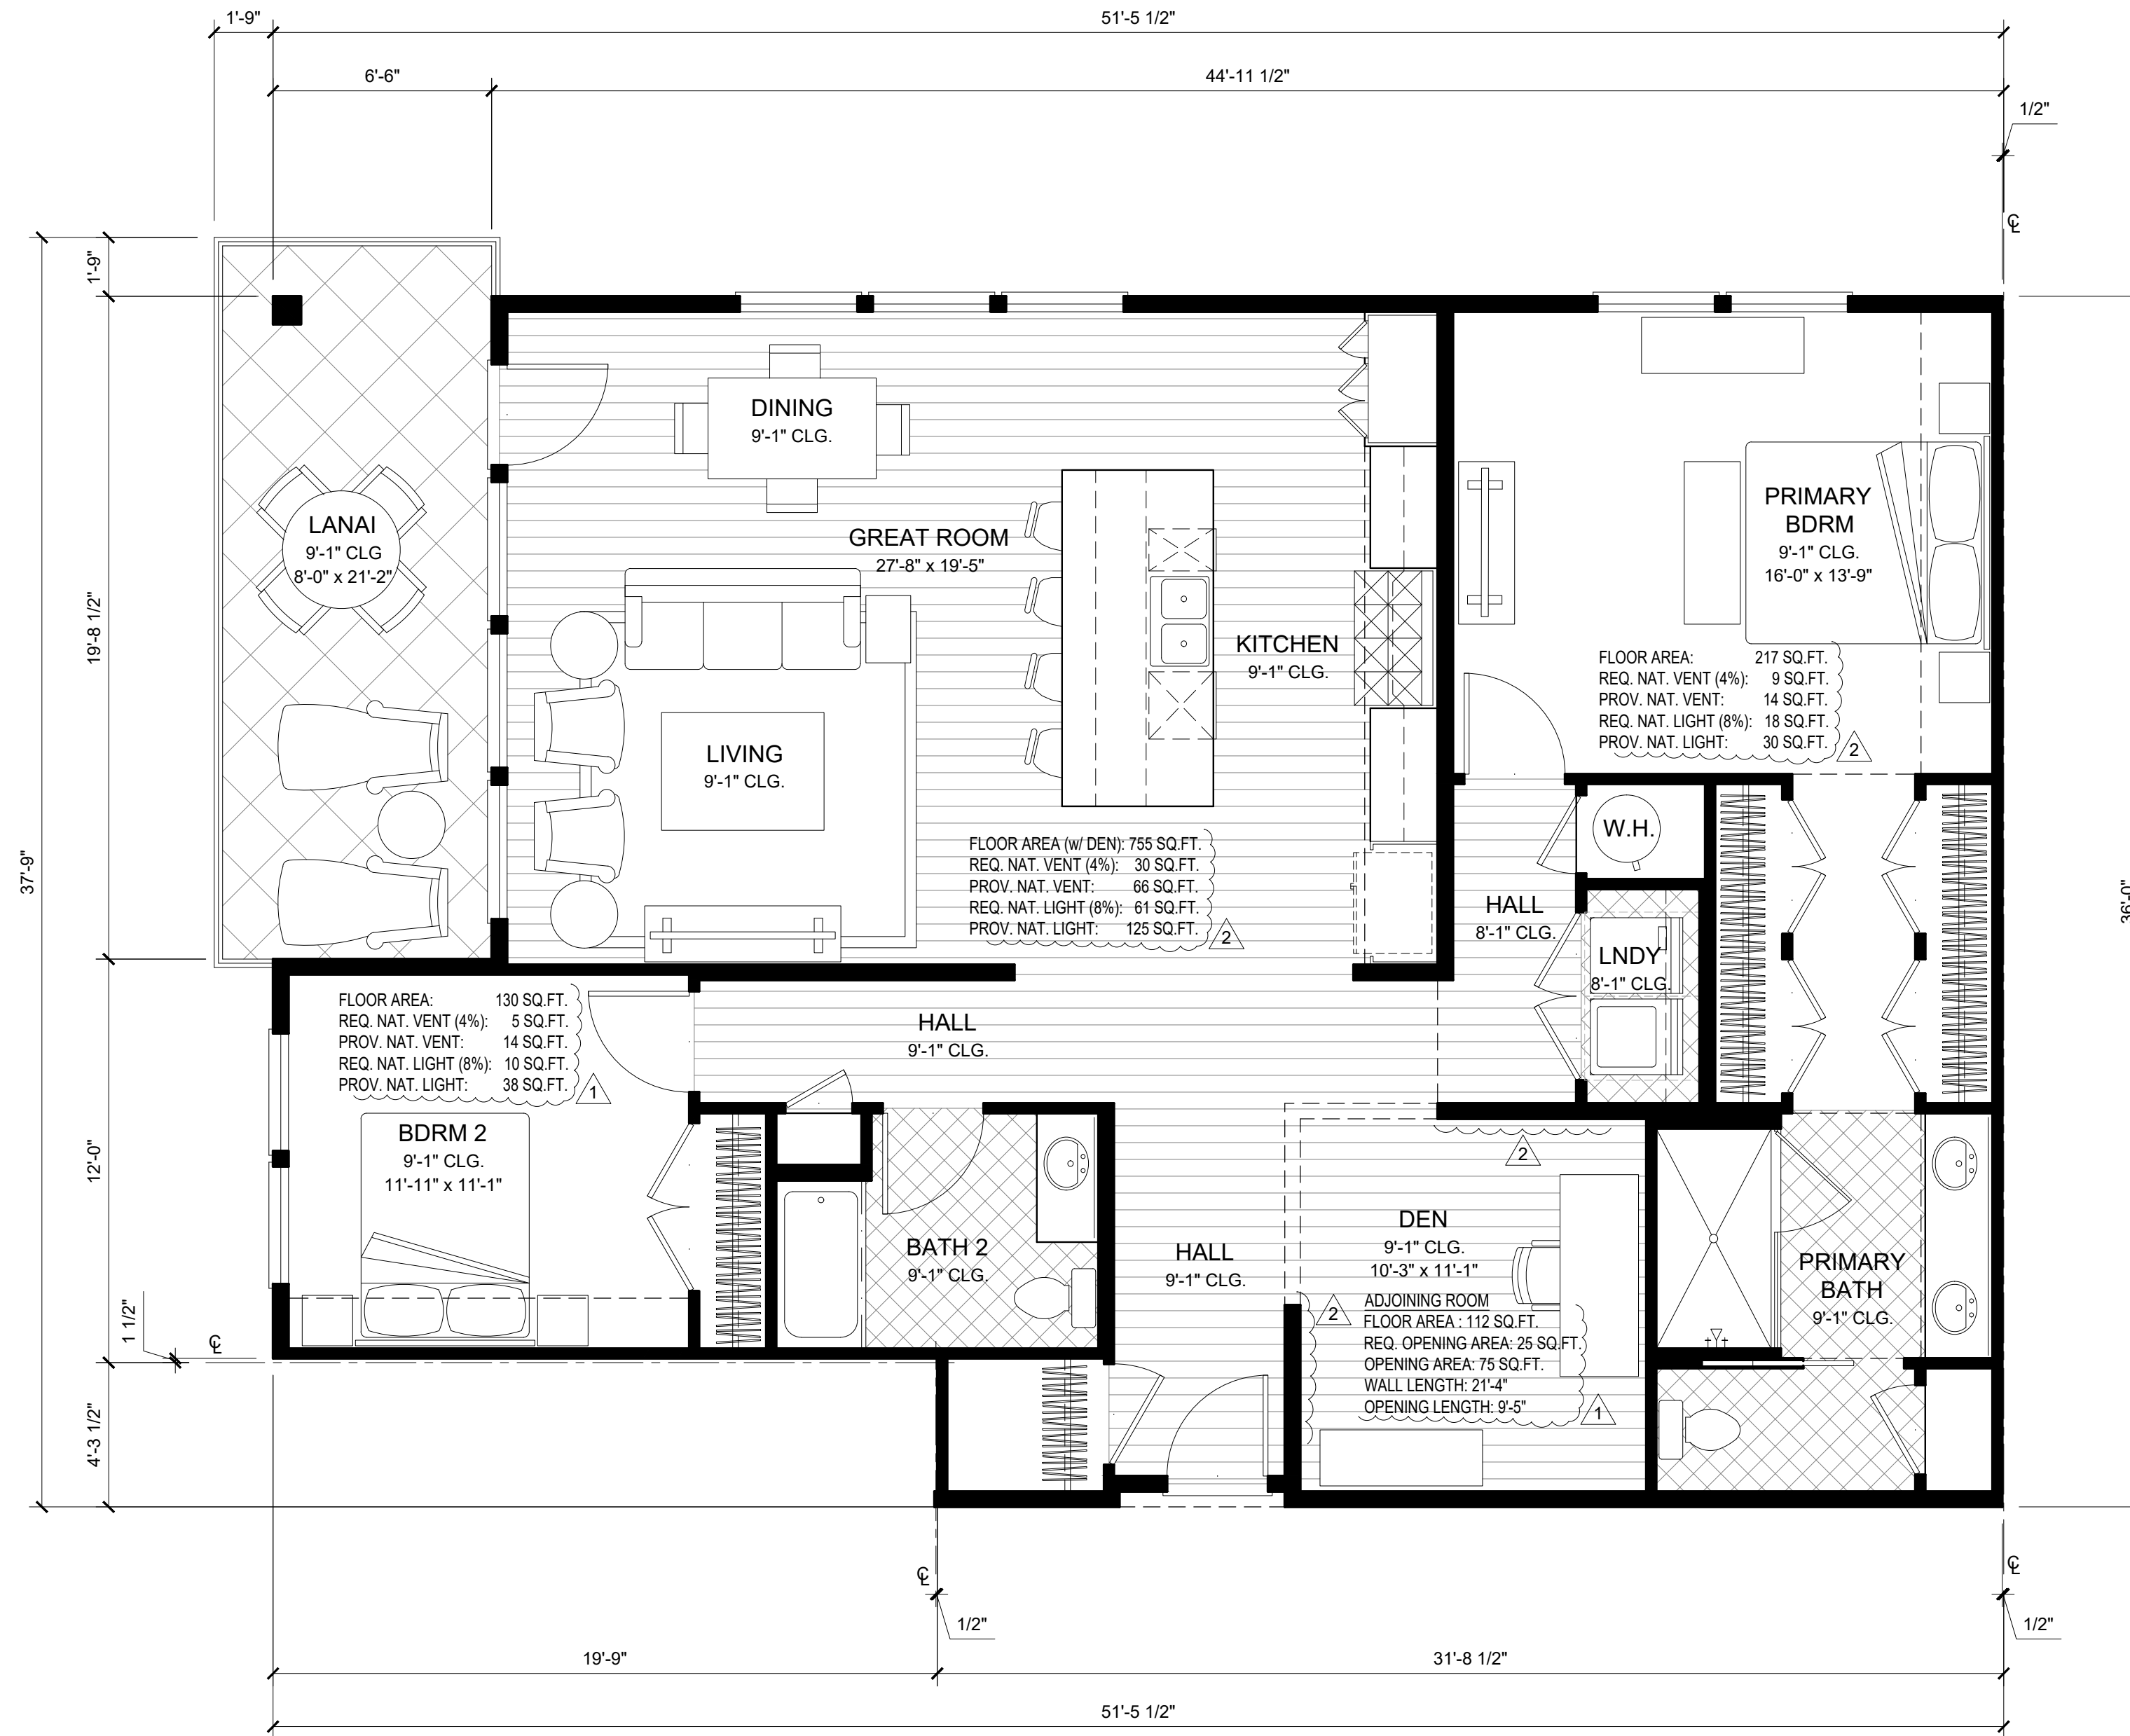 1'-9"
51'-5 1/2"
6'-6"
44'-11 1/2"
1/2"
℄
1'-9"
19'-8 1/2"
37'-9"
12'-0"
1 1/2"
℄
4'-3 1/2"
36'-0"
LANAI
9'-1" CLG
8'-0" x 21'-2"
DINING
9'-1" CLG.
GREAT ROOM
27'-8" x 19'-5"
KITCHEN
9'-1" CLG.
LIVING
9'-1" CLG.
FLOOR AREA (w/ DEN): 755 SQ.FT.
REQ. NAT. VENT (4%): 30 SQ.FT.
PROV. NAT. VENT: 66 SQ.FT.
REQ. NAT. LIGHT (8%): 61 SQ.FT.
PROV. NAT. LIGHT: 125 SQ.FT.
2
PRIMARY
BDRM
9'-1" CLG.
16'-0" x 13'-9"
FLOOR AREA: 217 SQ.FT.
REQ. NAT. VENT (4%): 9 SQ.FT.
PROV. NAT. VENT: 14 SQ.FT.
REQ. NAT. LIGHT (8%): 18 SQ.FT.
PROV. NAT. LIGHT: 30 SQ.FT.
2
W.H.
HALL
8'-1" CLG.
LNDY
8'-1" CLG.
FLOOR AREA: 130 SQ.FT.
REQ. NAT. VENT (4%): 5 SQ.FT.
PROV. NAT. VENT: 14 SQ.FT.
REQ. NAT. LIGHT (8%): 10 SQ.FT.
PROV. NAT. LIGHT: 38 SQ.FT.
1
HALL
9'-1" CLG.
BDRM 2
9'-1" CLG.
11'-11" x 11'-1"
BATH 2
9'-1" CLG.
HALL
9'-1" CLG.
2
DEN
9'-1" CLG.
10'-3" x 11'-1"
2
ADJOINING ROOM
FLOOR AREA : 112 SQ.FT.
REQ. OPENING AREA: 25 SQ.FT.
OPENING AREA: 75 SQ.FT.
WALL LENGTH: 21'-4"
OPENING LENGTH: 9'-5"
1
PRIMARY
BATH
9'-1" CLG.
℄
1/2"
℄
1/2"
19'-9"
31'-8 1/2"
51'-5 1/2"